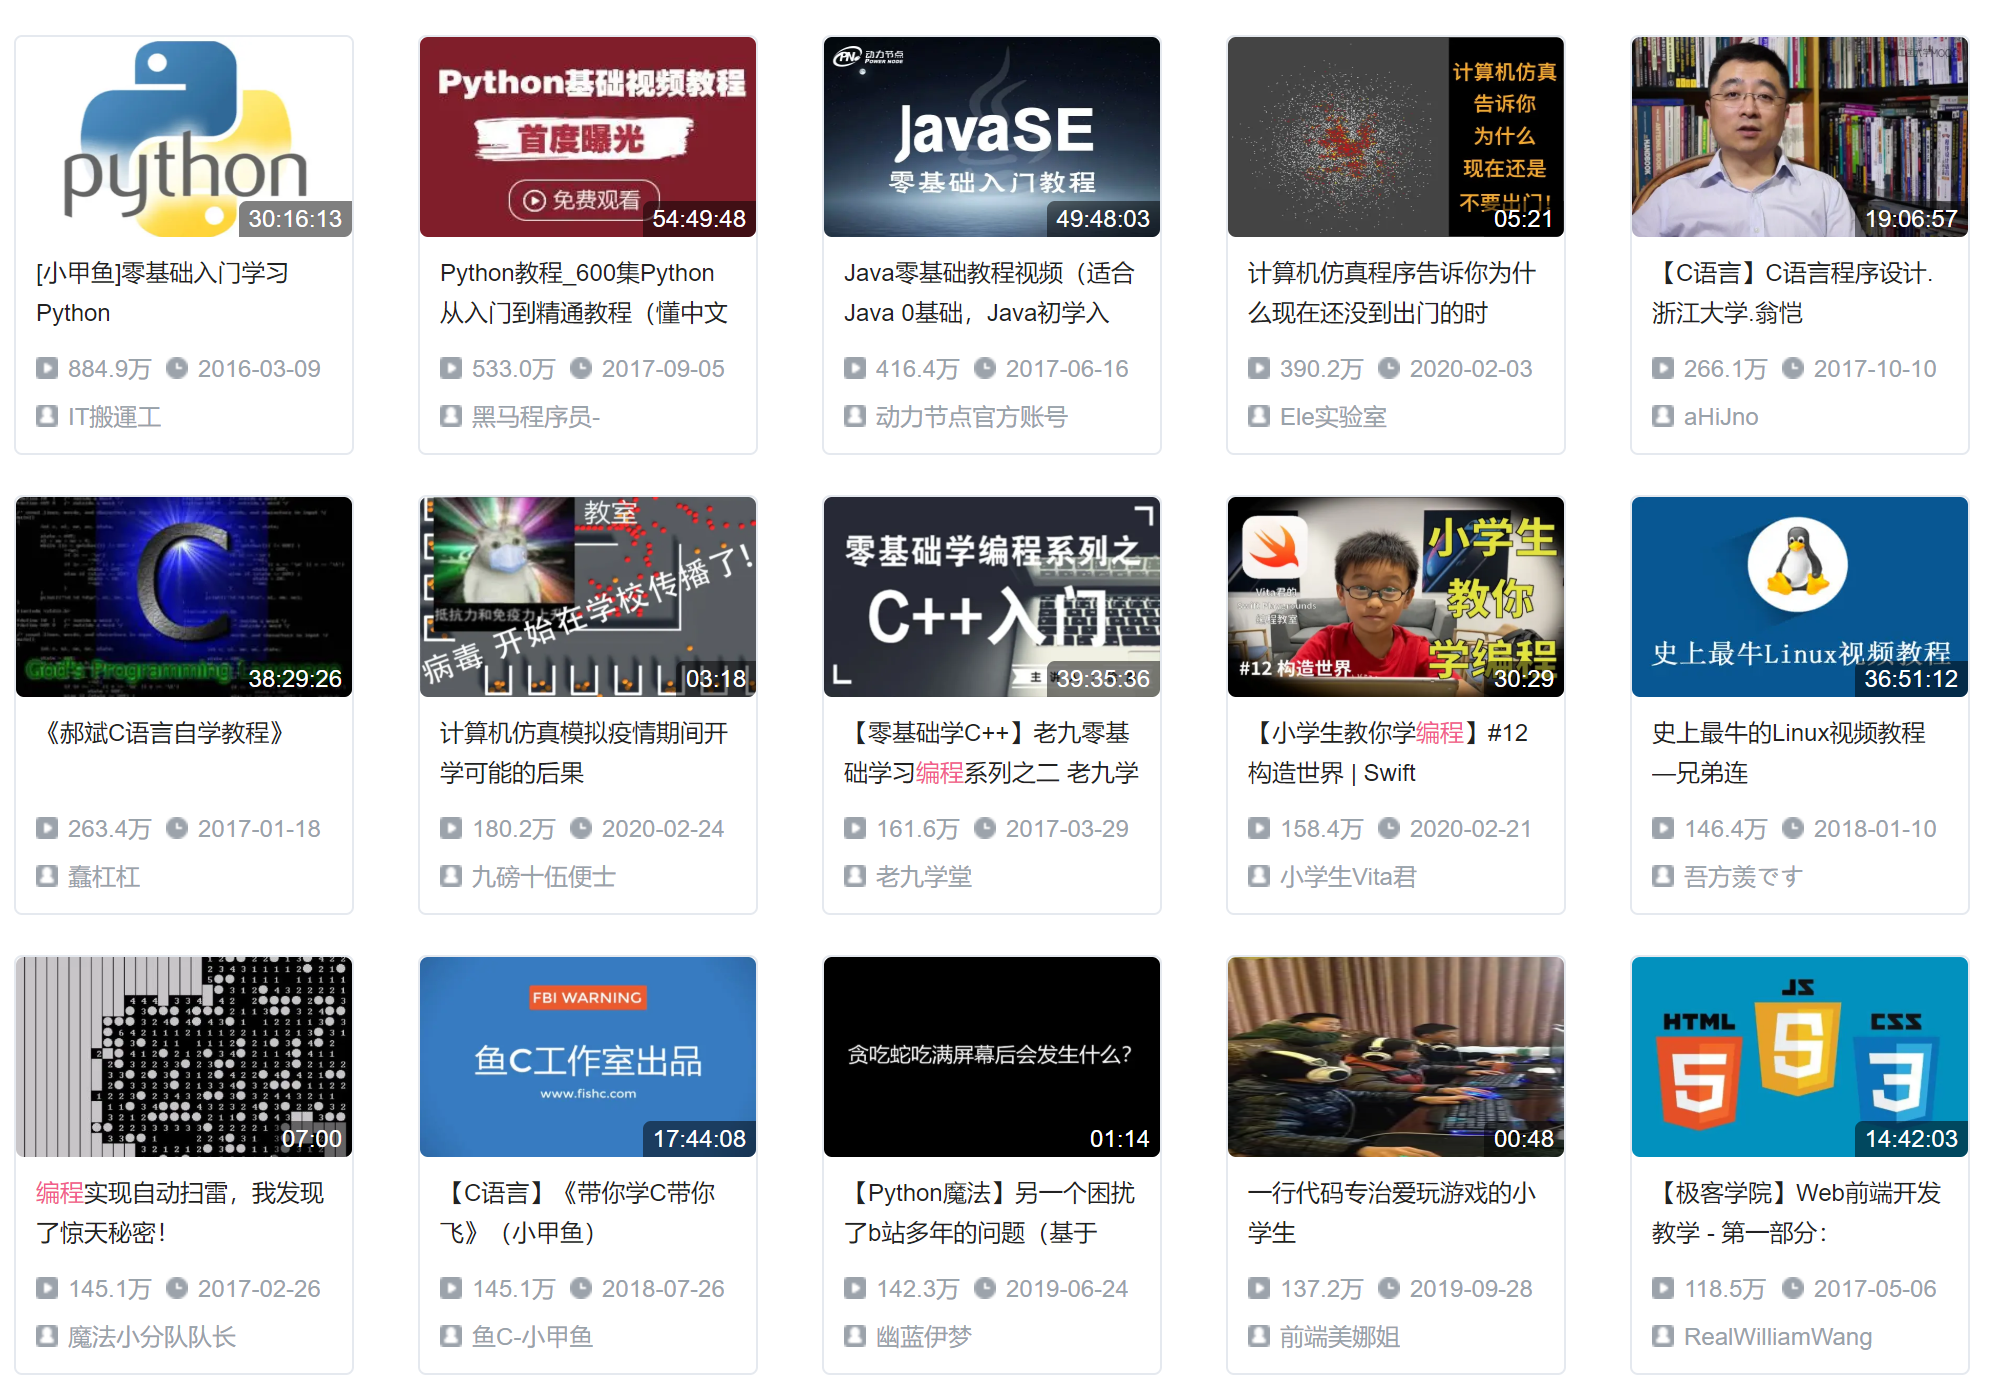 python
30:16:13
[小甲鱼]零基础入门学习
Python
884.9万 2016-03-09
IT搬運工
Python基础视频教程
首度曝光
免费观看
54:49:48
Python教程_600集Python
从入门到精通教程（懂中文
533.0万 2017-09-05
黑马程序员-
动力节点
POWER NODE
JavaSE
零基础入门教程
49:48:03
Java零基础教程视频（适合
Java 0基础，Java初学入
416.4万 2017-06-16
动力节点官方账号
计算机仿真
告诉你
为什么
现在还是
不要出门！
05:21
计算机仿真程序告诉你为什
么现在还没到出门的时
390.2万 2020-02-03
Ele实验室
19:06:57
【C语言】C语言程序设计.
浙江大学.翁恺
266.1万 2017-10-10
aHiJno
C
God's Programming
38:29:26
《郝斌C语言自学教程》
263.4万 2017-01-18
蠢杠杠
教室
抵抗力和免疫力上升
病毒 开始在学校传播了！
03:18
计算机仿真模拟疫情期间开
学可能的后果
180.2万 2020-02-24
九磅十伍便士
零基础学编程系列之
C++入门
39:35:36
【零基础学C++】老九零基
础学习编程系列之二 老九学
161.6万 2017-03-29
老九学堂
小学生
教你
学编程
Vita君的
编程教室
#12 构造世界
30:29
【小学生教你学编程】#12
构造世界 | Swift
158.4万 2020-02-21
小学生Vita君
史上最牛Linux视频教程
36:51:12
史上最牛的Linux视频教程
—兄弟连
146.4万 2018-01-10
吾方羡です
07:00
编程实现自动扫雷，我发现
了惊天秘密！
145.1万 2017-02-26
魔法小分队队长
FBI WARNING
鱼C工作室出品
www.fishc.com
17:44:08
【C语言】《带你学C带你
飞》（小甲鱼）
145.1万 2018-07-26
鱼C-小甲鱼
贪吃蛇吃满屏幕后会发生什么？
01:14
【Python魔法】另一个困扰
了b站多年的问题（基于
142.3万 2019-06-24
幽蓝伊梦
00:48
一行代码专治爱玩游戏的小
学生
137.2万 2019-09-28
前端美娜姐
HTML
5
JS
5
CSS
3
14:42:03
【极客学院】Web前端开发
教学 - 第一部分：
118.5万 2017-05-06
RealWilliamWang